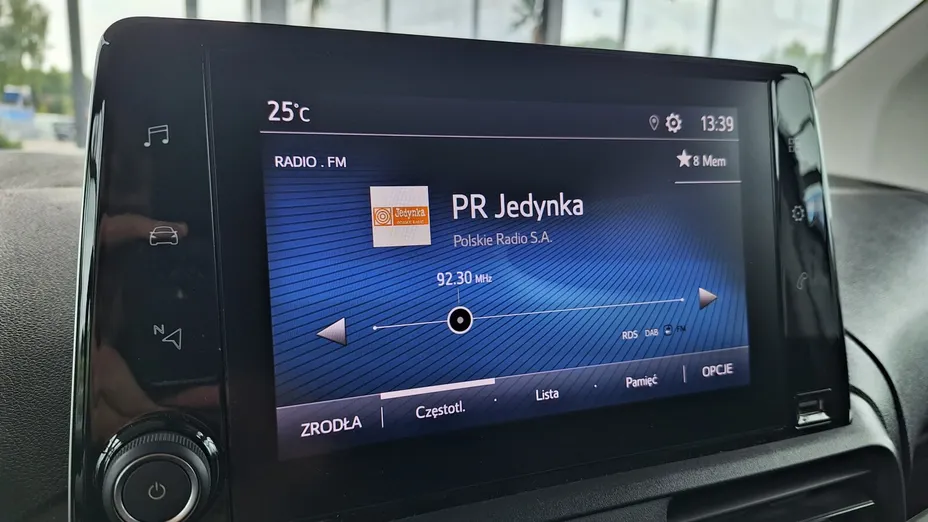 25°C
13:39
RADIO . FM
8 Mem
Jedynka
PR Jedynka
Polskie Radio S.A.
92.30 MHz
RDS DAB FM
ZRODŁA
Częstotl.
Lista
Pamięć
OPCJE
N